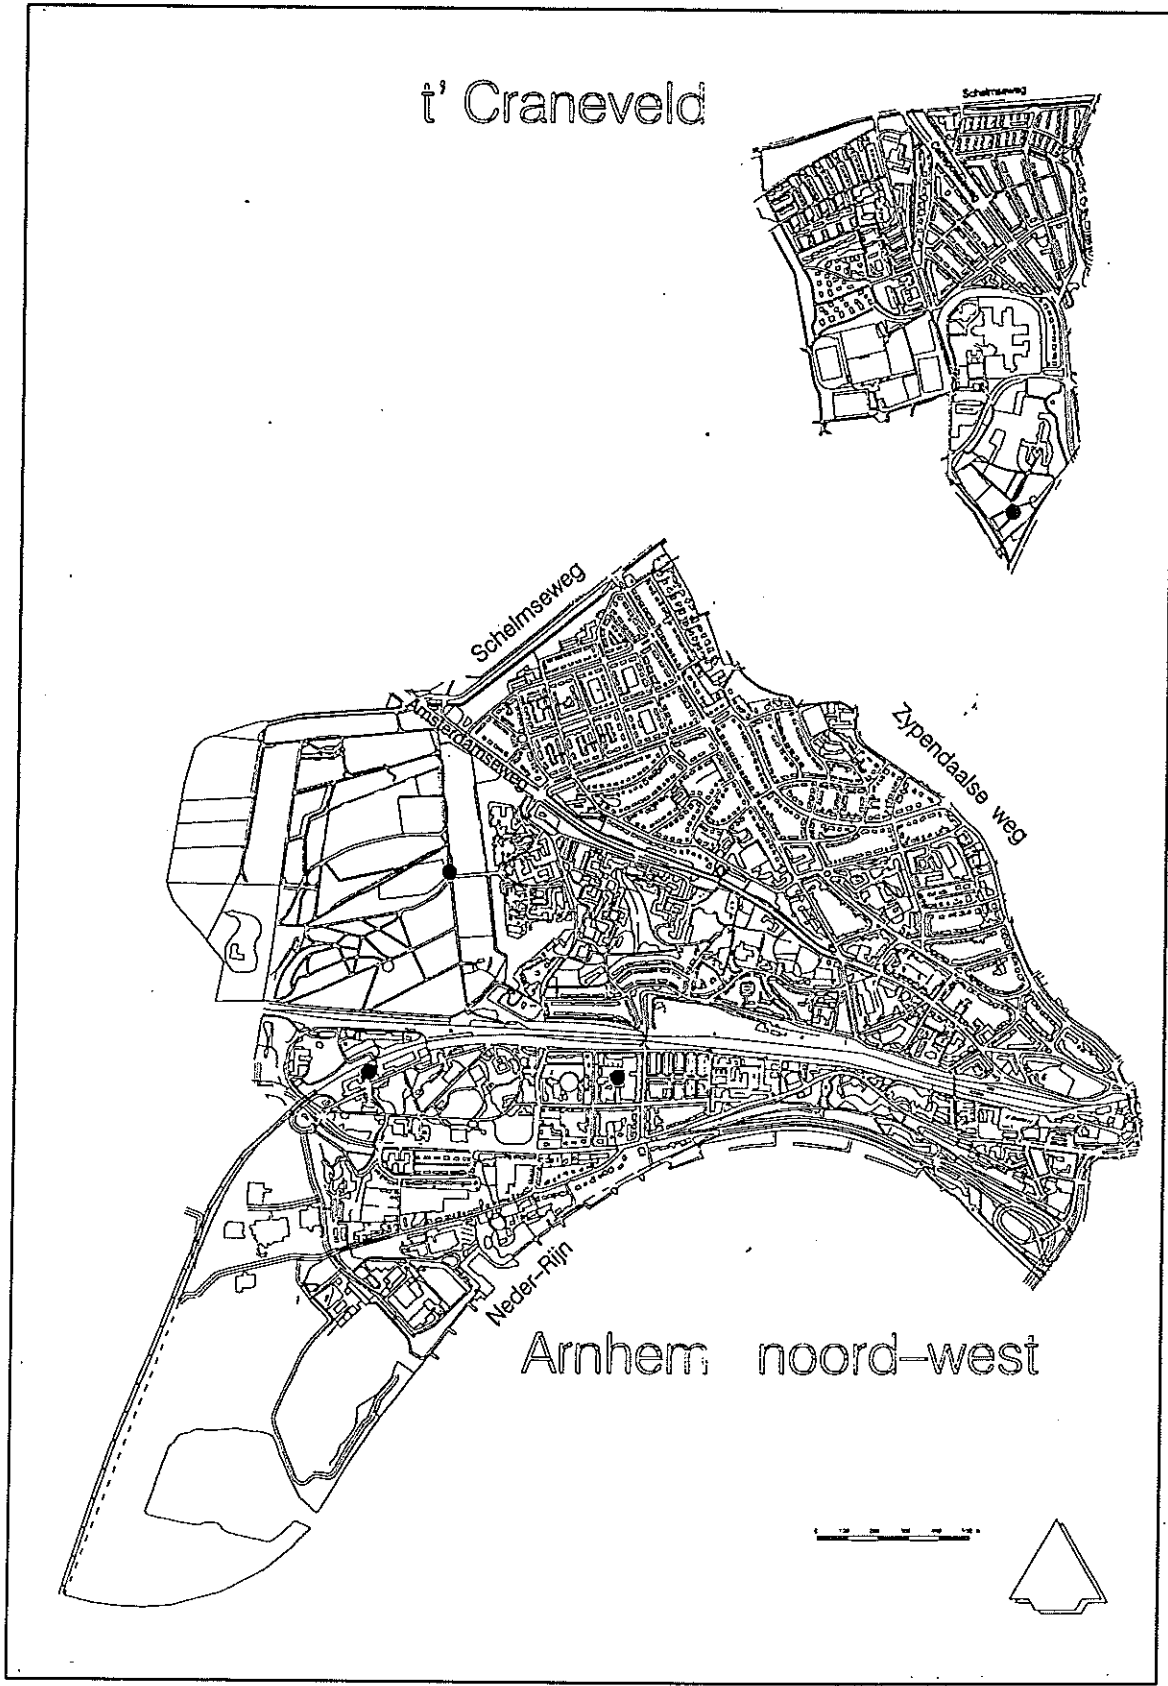 t' Craneveld
Schelmseweg
Schelmseweg
Amsterdamseweg
Zypendaalse weg
Neder-Rijn
Arnhem noord-west